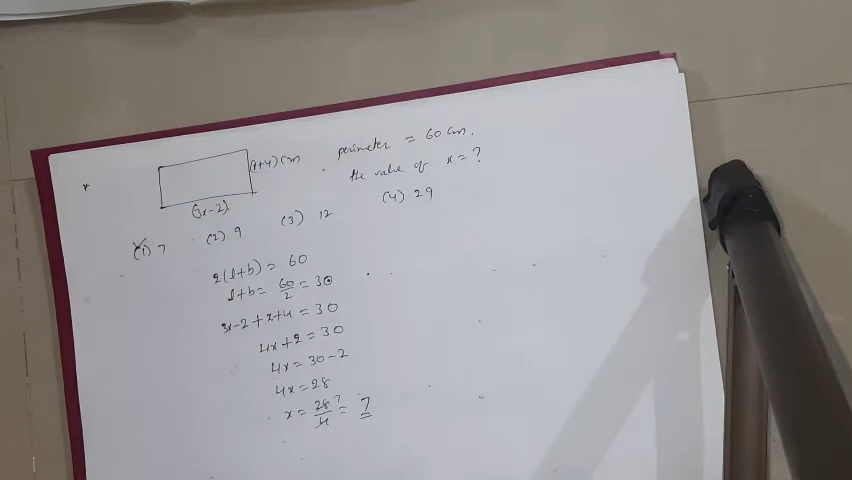 * (x+4) cm perimeter = 60 cm.
(3x-2) the value of x = ?
(1) 7 (2) 9 (3) 12 (4) 29
2(l+b) = 60
l+b = 60/2 = 30
3x-2+x+4 = 30
4x+2 = 30
4x = 30-2
4x = 28
x = 28/4 7 = 7